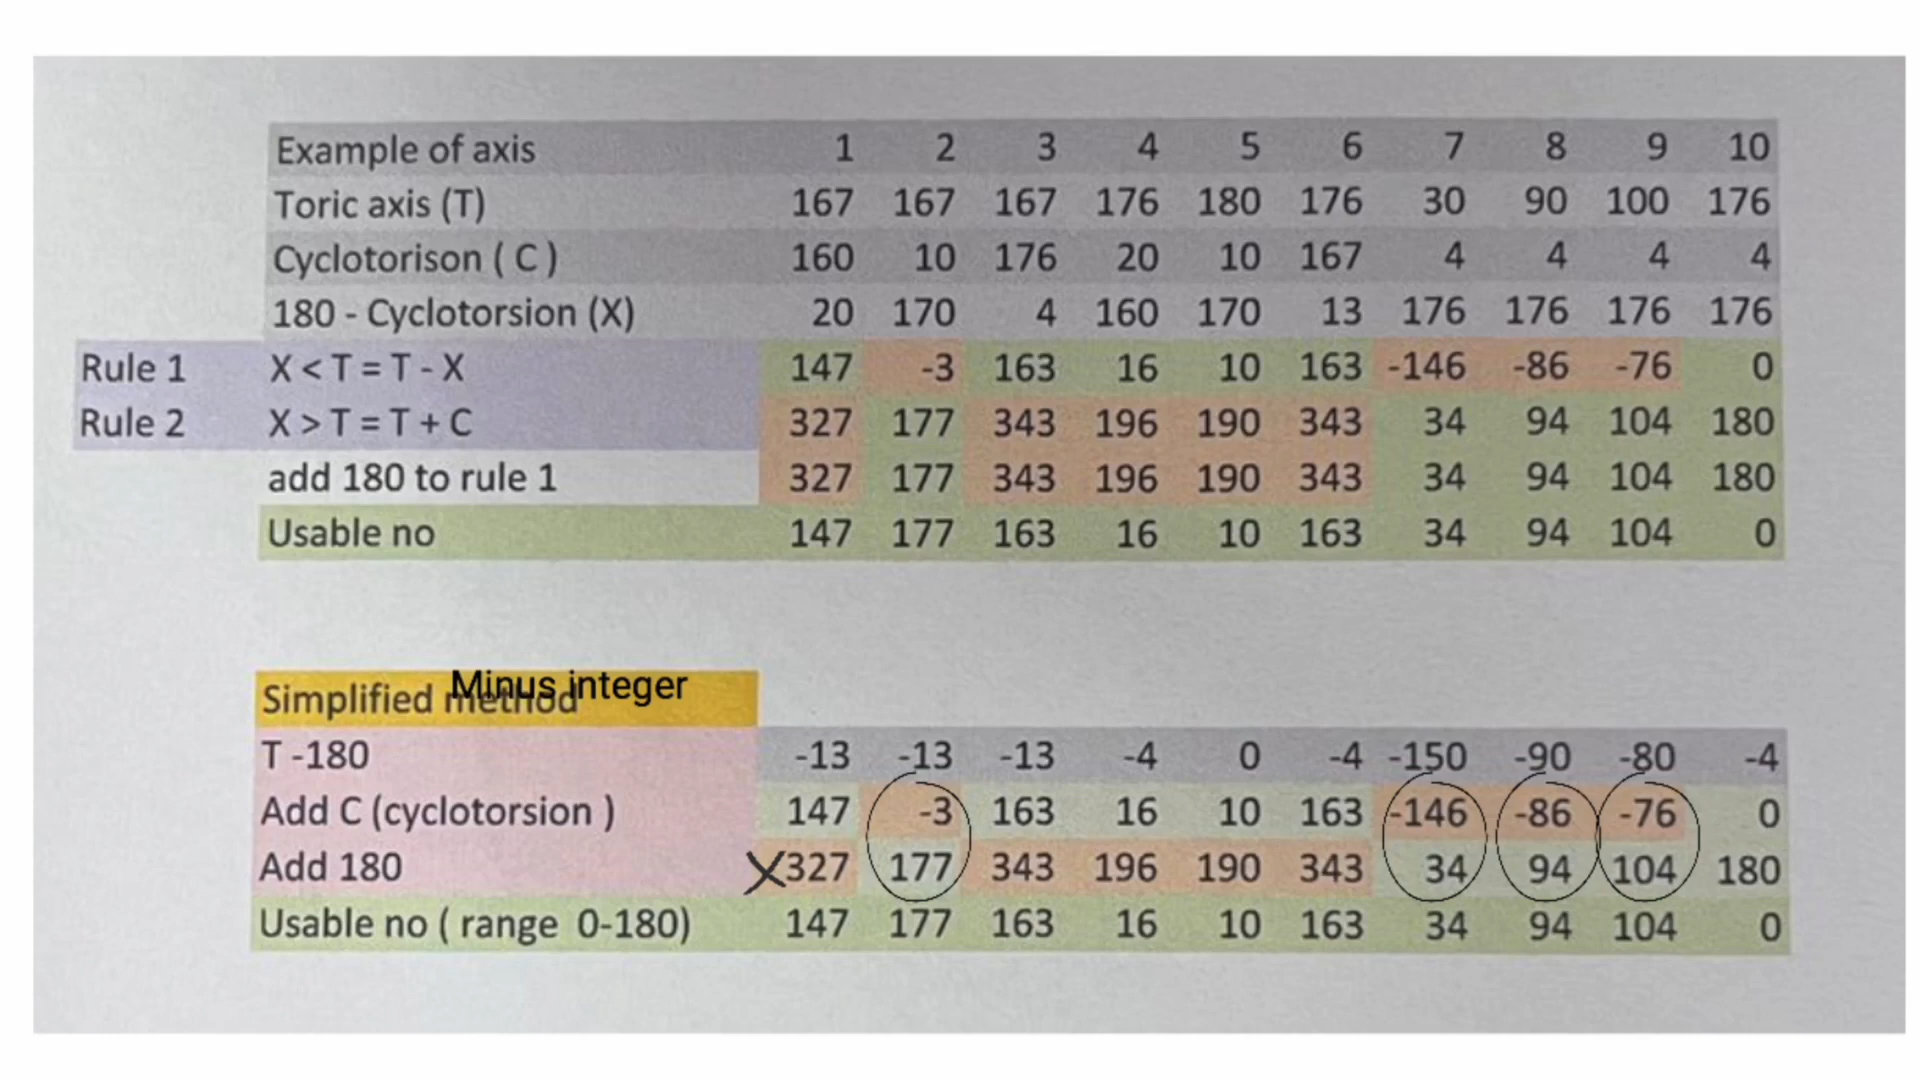 Example of axis 1 2 3 4 5 6 7 8 9 10
Toric axis (T) 167 167 167 176 180 176 30 90 100 176
Cyclotorison ( C ) 160 10 176 20 10 167 4 4 4 4
180 - Cyclotorsion (X) 20 170 4 160 170 13 176 176 176 176
Rule 1 X < T = T - X 147 -3 163 16 10 163 -146 -86 -76 0
Rule 2 X > T = T + C 327 177 343 196 190 343 34 94 104 180
add 180 to rule 1 327 177 343 196 190 343 34 94 104 180
Usable no 147 177 163 16 10 163 34 94 104 0
Minus integer
Simplified method
T -180 -13 -13 -13 -4 0 -4 -150 -90 -80 -4
Add C (cyclotorsion ) 147 -3 163 16 10 163 -146 -86 -76 0
Add 180 X 327 177 343 196 190 343 34 94 104 180
Usable no ( range 0-180) 147 177 163 16 10 163 34 94 104 0